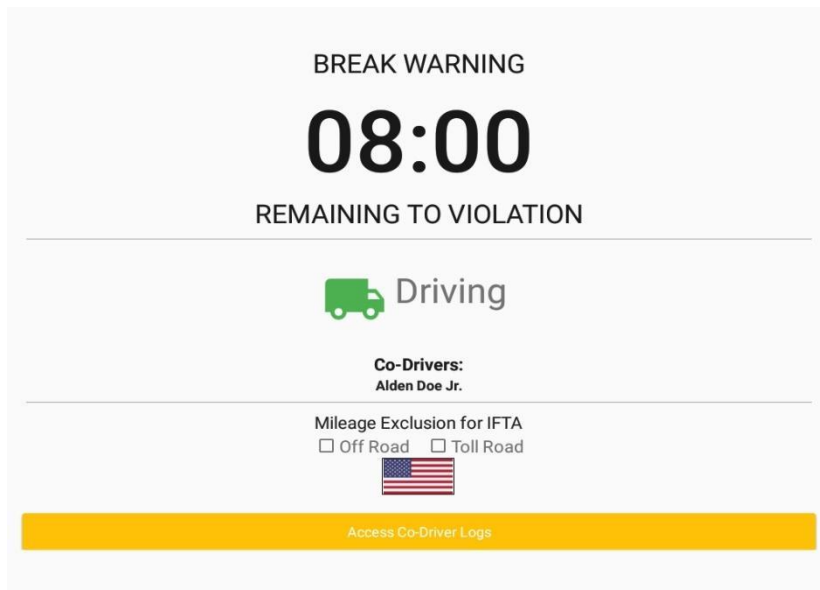 BREAK WARNING
08:00
REMAINING TO VIOLATION
Driving
Co-Drivers:
Alden Doe Jr.
Mileage Exclusion for IFTA
Off Road Toll Road
Access Co-Driver Logs